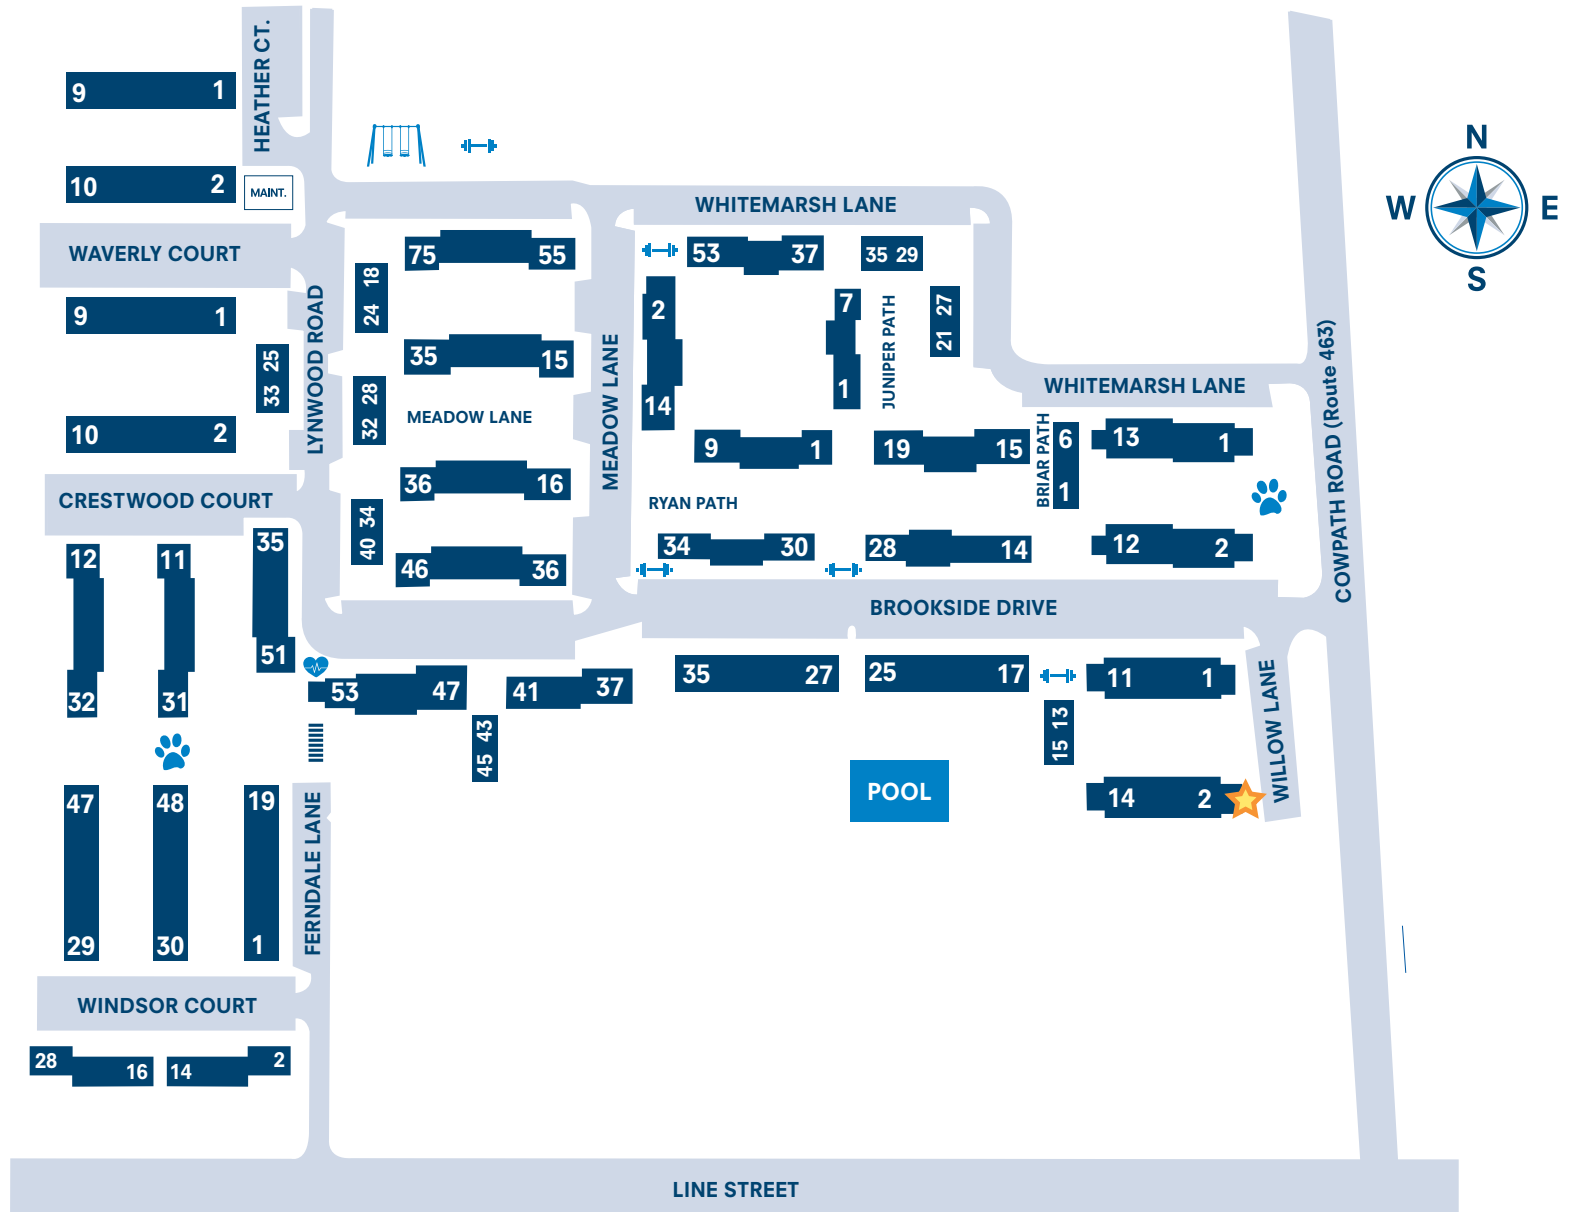 HEATHER CT.
9 1
10 2
MAINT.
WAVERLY COURT
9 1
33 25
10 2
LYNWOOD ROAD
CRESTWOOD COURT
WHITEMARSH LANE
75 55
24 18
35 15
32 28
MEADOW LANE
36 16
40 34
46 36
MEADOW LANE
53 37
35 29
2
14
7
1
JUNIPER PATH
21 27
9 1
19 15
RYAN PATH
34 30
28 14
WHITEMARSH LANE
BRIAR PATH
6
1
13 1
12 2
COWPATH ROAD (Route 463)
N
W E
S
BROOKSIDE DRIVE
12
32
11
31
35
51
53 47
45 43
41 37
35 27
25 17
11 1
15 13
14 2
WILLOW LANE
POOL
47
29
48
30
19
1
FERNDALE LANE
WINDSOR COURT
28 16
14 2
LINE STREET